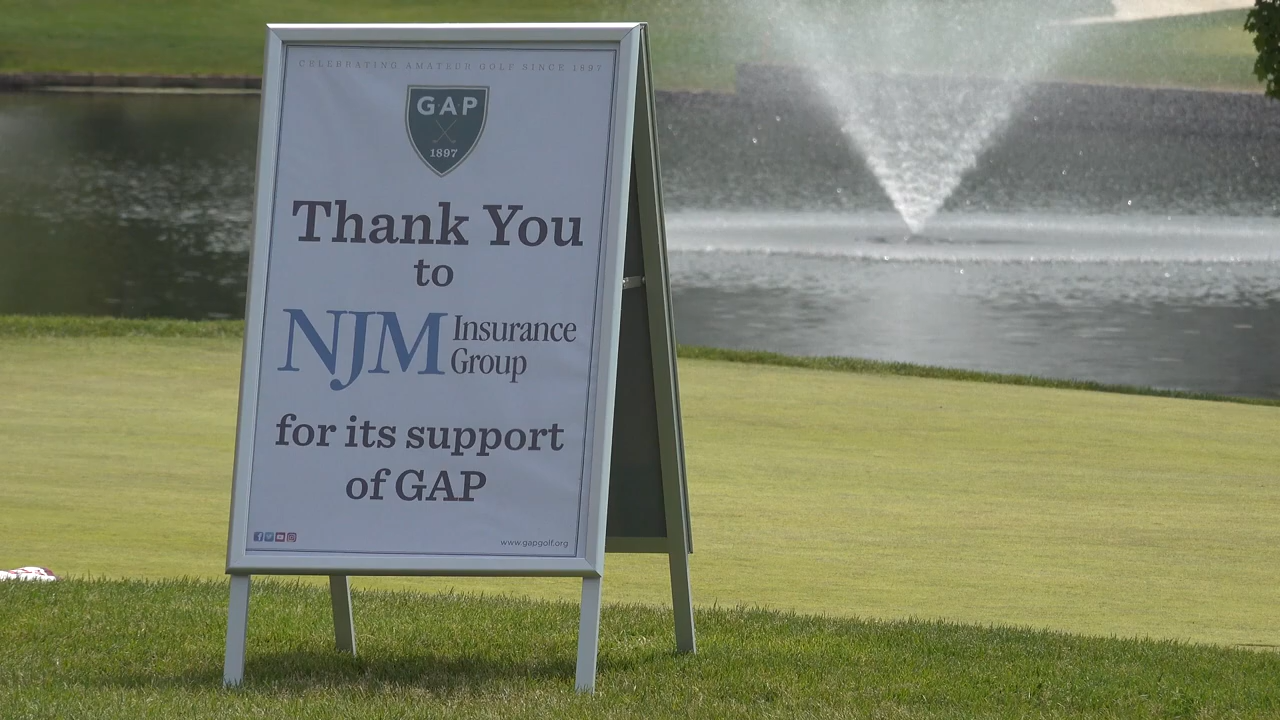 CELEBRATING AMATEUR GOLF SINCE 1897
GAP
1897
Thank You
to
NJM Insurance
Group
for its support
of GAP
www.gapgolf.org